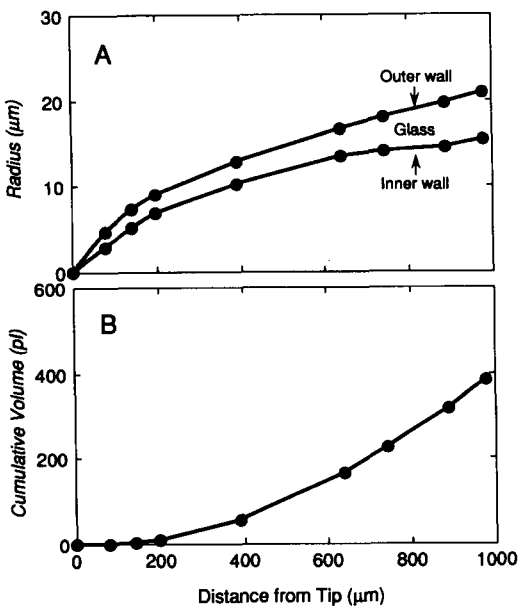 30
A
Outer wall
20
Radius (μm)
Glass
10
Inner wall
0
600
B
400
Cumulative Volume (pl)
200
0
0 200 400 600 800 1000
Distance from Tip (μm)